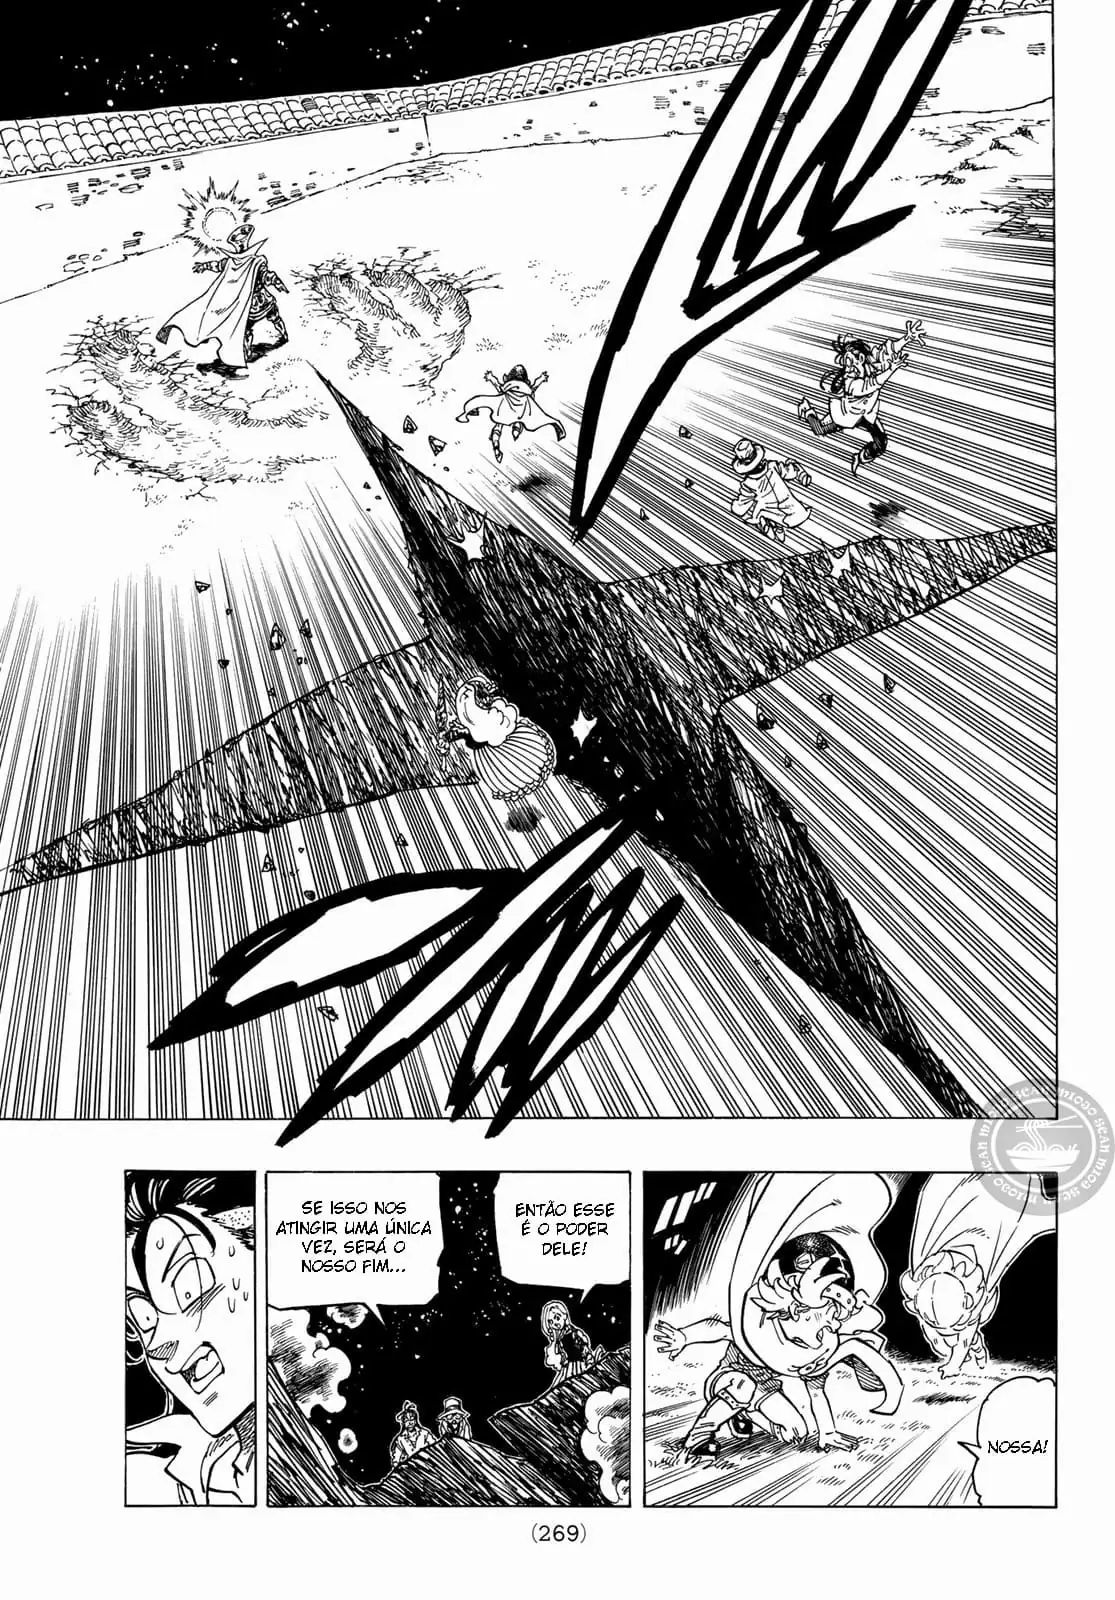 NOSSA!
ENTÃO ESSE
É O PODER
DELE!
SE ISSO NOS
ATINGIR UMA ÚNICA
VEZ, SERÁ O
NOSSO FIM...
(269)